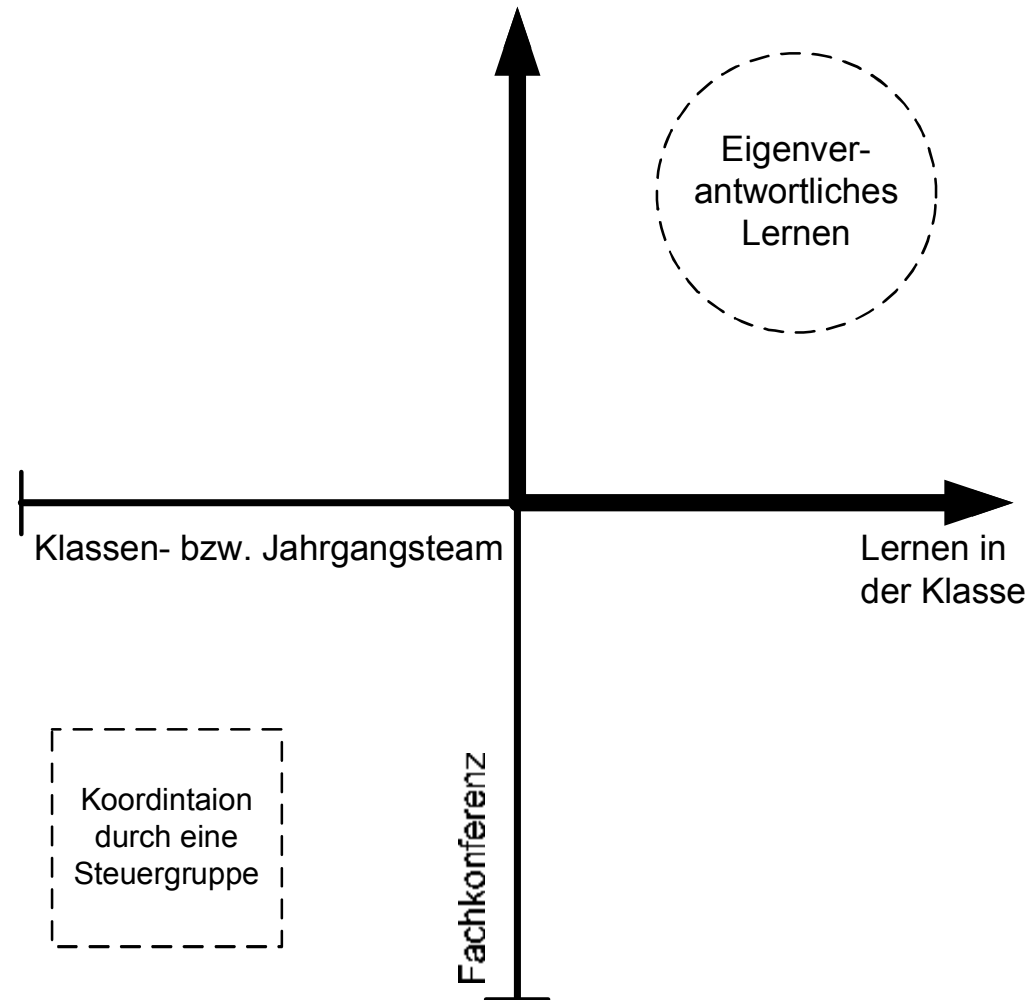 Eigenver-
antwortliches
Lernen
Klassen- bzw. Jahrgangsteam
Lernen in
der Klasse
Koordintaion
durch eine
Steuergruppe
Fachkonferenz